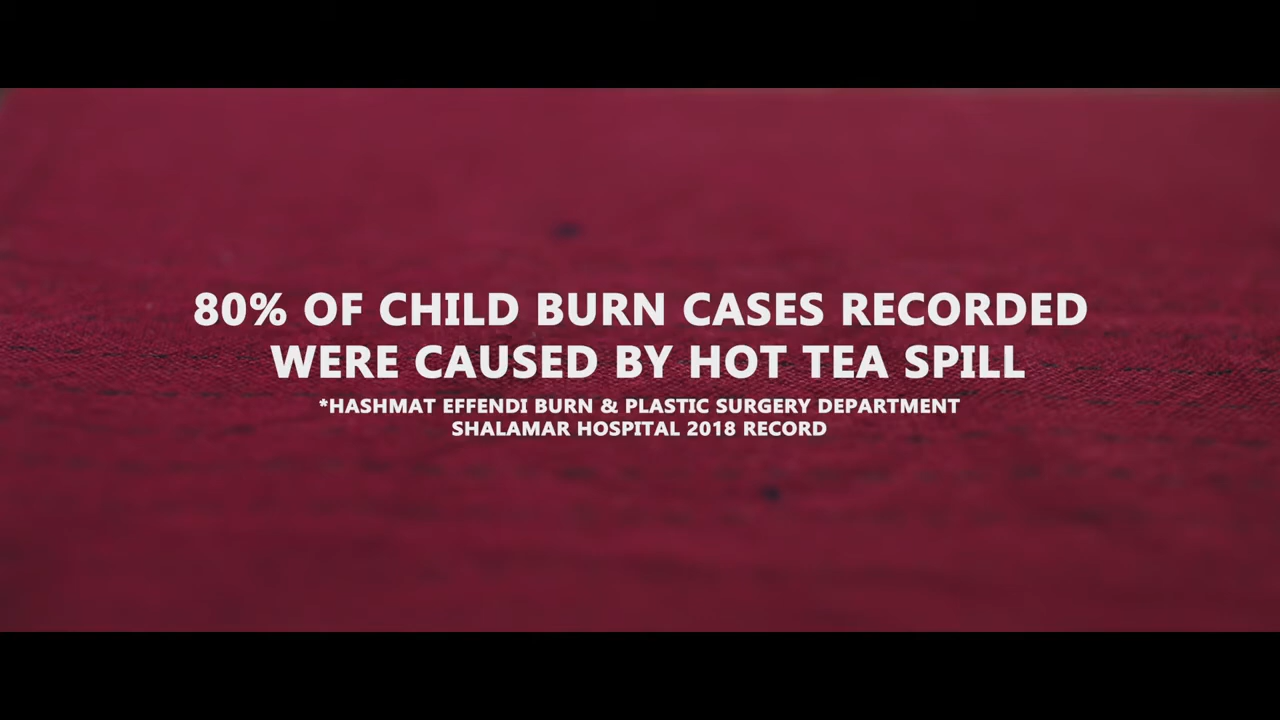 80% OF CHILD BURN CASES RECORDED
WERE CAUSED BY HOT TEA SPILL
*HASHMAT EFFENDI BURN & PLASTIC SURGERY DEPARTMENT
SHALAMAR HOSPITAL 2018 RECORD